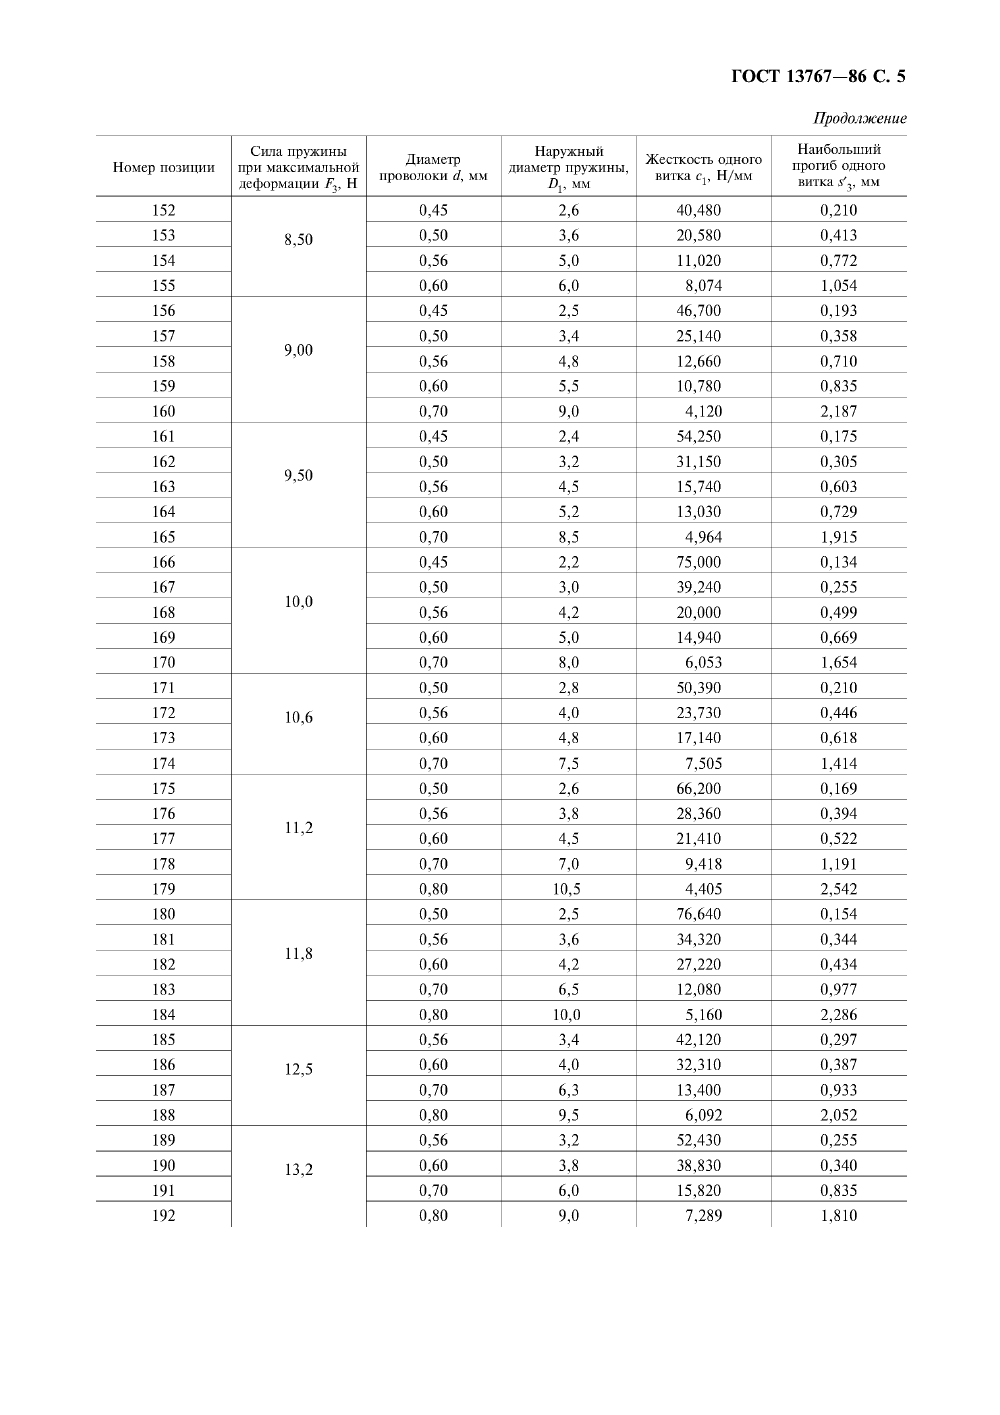 ГОСТ 13767—86 С. 5
Продолжение
Номер позиции | Сила пружины при максимальной деформации F3, Н | Диаметр проволоки d, мм | Наружный диаметр пружины, D1, мм | Жесткость одного витка c1, Н/мм | Наибольший прогиб одного витка s′3, мм
152 | 8,50 | 0,45 | 2,6 | 40,480 | 0,210
153 | 0,50 | 3,6 | 20,580 | 0,413
154 | 0,56 | 5,0 | 11,020 | 0,772
155 | 0,60 | 6,0 | 8,074 | 1,054
156 | 9,00 | 0,45 | 2,5 | 46,700 | 0,193
157 | 0,50 | 3,4 | 25,140 | 0,358
158 | 0,56 | 4,8 | 12,660 | 0,710
159 | 0,60 | 5,5 | 10,780 | 0,835
160 | 0,70 | 9,0 | 4,120 | 2,187
161 | 9,50 | 0,45 | 2,4 | 54,250 | 0,175
162 | 0,50 | 3,2 | 31,150 | 0,305
163 | 0,56 | 4,5 | 15,740 | 0,603
164 | 0,60 | 5,2 | 13,030 | 0,729
165 | 0,70 | 8,5 | 4,964 | 1,915
166 | 10,0 | 0,45 | 2,2 | 75,000 | 0,134
167 | 0,50 | 3,0 | 39,240 | 0,255
168 | 0,56 | 4,2 | 20,000 | 0,499
169 | 0,60 | 5,0 | 14,940 | 0,669
170 | 0,70 | 8,0 | 6,053 | 1,654
171 | 10,6 | 0,50 | 2,8 | 50,390 | 0,210
172 | 0,56 | 4,0 | 23,730 | 0,446
173 | 0,60 | 4,8 | 17,140 | 0,618
174 | 0,70 | 7,5 | 7,505 | 1,414
175 | 11,2 | 0,50 | 2,6 | 66,200 | 0,169
176 | 0,56 | 3,8 | 28,360 | 0,394
177 | 0,60 | 4,5 | 21,410 | 0,522
178 | 0,70 | 7,0 | 9,418 | 1,191
179 | 0,80 | 10,5 | 4,405 | 2,542
180 | 11,8 | 0,50 | 2,5 | 76,640 | 0,154
181 | 0,56 | 3,6 | 34,320 | 0,344
182 | 0,60 | 4,2 | 27,220 | 0,434
183 | 0,70 | 6,5 | 12,080 | 0,977
184 | 0,80 | 10,0 | 5,160 | 2,286
185 | 12,5 | 0,56 | 3,4 | 42,120 | 0,297
186 | 0,60 | 4,0 | 32,310 | 0,387
187 | 0,70 | 6,3 | 13,400 | 0,933
188 | 0,80 | 9,5 | 6,092 | 2,052
189 | 13,2 | 0,56 | 3,2 | 52,430 | 0,255
190 | 0,60 | 3,8 | 38,830 | 0,340
191 | 0,70 | 6,0 | 15,820 | 0,835
192 | 0,80 | 9,0 | 7,289 | 1,810